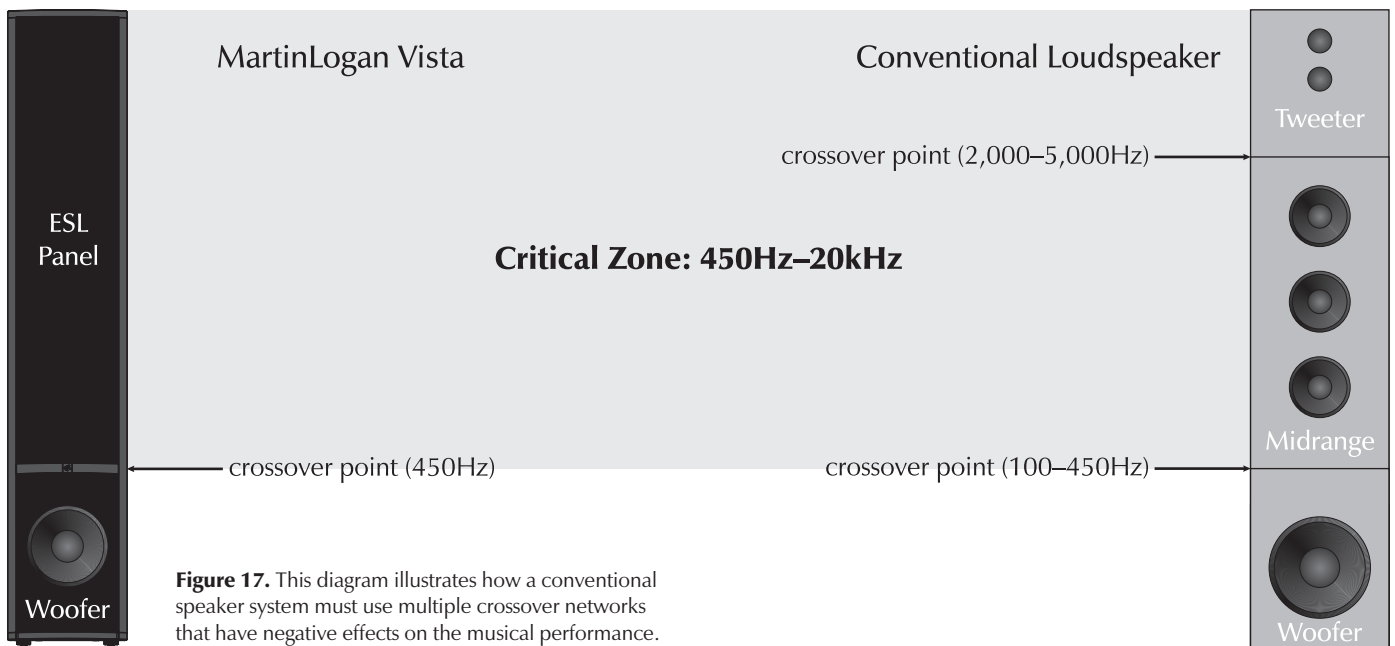 MartinLogan Vista
Conventional Loudspeaker
Tweeter
crossover point (2,000–5,000Hz)
ESL
Panel
Critical Zone: 450Hz–20kHz
Midrange
crossover point (450Hz)
crossover point (100–450Hz)
Woofer
Figure 17. This diagram illustrates how a conventional
speaker system must use multiple crossover networks
that have negative effects on the musical performance.
Woofer